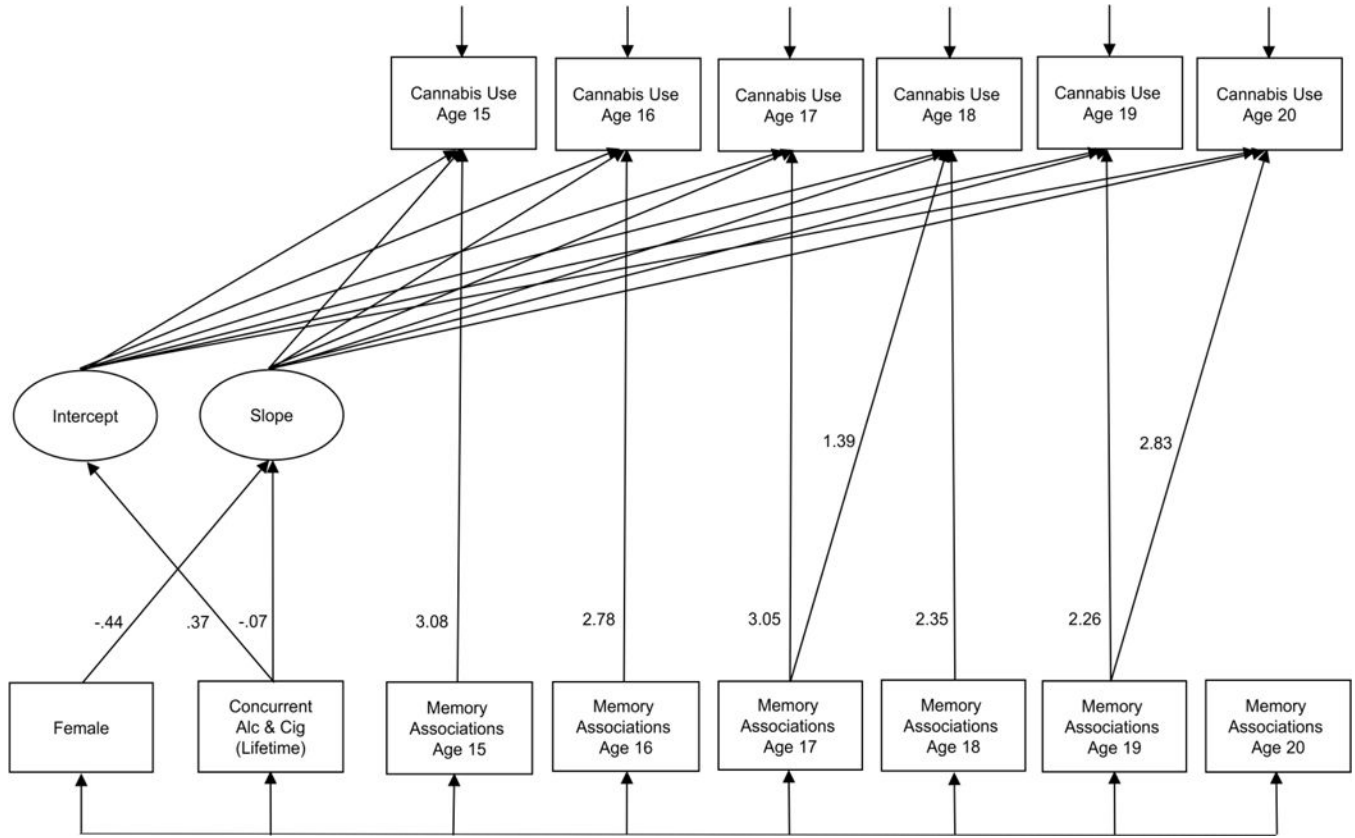 Cannabis Use
Age 15
Cannabis Use
Age 16
Cannabis Use
Age 17
Cannabis Use
Age 18
Cannabis Use
Age 19
Cannabis Use
Age 20
Intercept
Slope
1.39
2.83
-.44
.37
-.07
3.08
2.78
3.05
2.35
2.26
Female
Concurrent
Alc & Cig
(Lifetime)
Memory
Associations
Age 15
Memory
Associations
Age 16
Memory
Associations
Age 17
Memory
Associations
Age 18
Memory
Associations
Age 19
Memory
Associations
Age 20